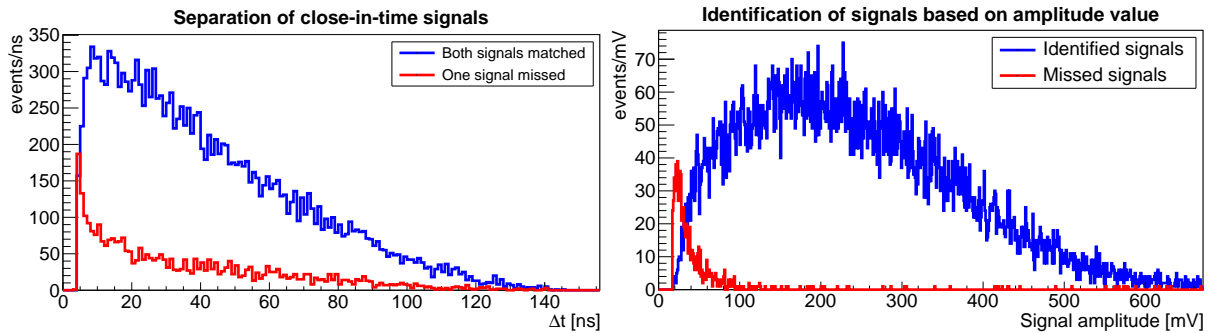 Separation of close-in-time signals
events/ns
350
300
250
200
150
100
50
0
Both signals matched
One signal missed
0 20 40 60 80 100 120 140
Δt [ns]
Identification of signals based on amplitude value
events/mV
70
60
50
40
30
20
10
0
Identified signals
Missed signals
0 100 200 300 400 500 600
Signal amplitude [mV]